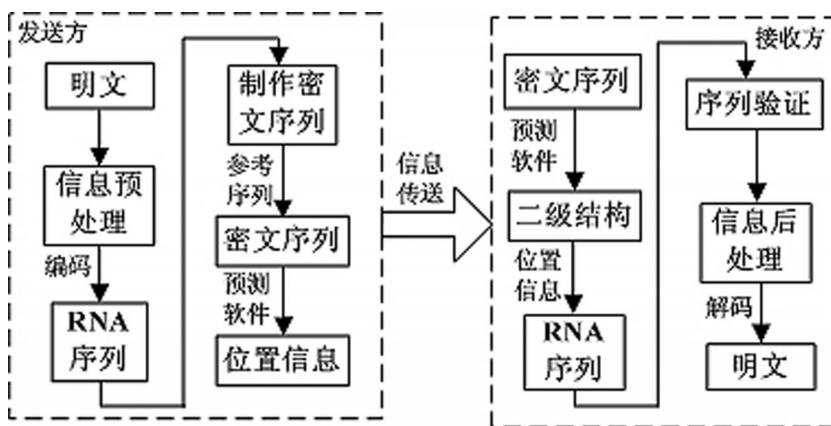 发送方
明文
信息预
处理
编码
RNA
序列
制作密
文序列
参考
序列
密文序列
预测
软件
位置信息
信息
传送
接收方
密文序列
预测
软件
二级结构
位置
信息
RNA
序列
序列验证
信息后
处理
解码
明文